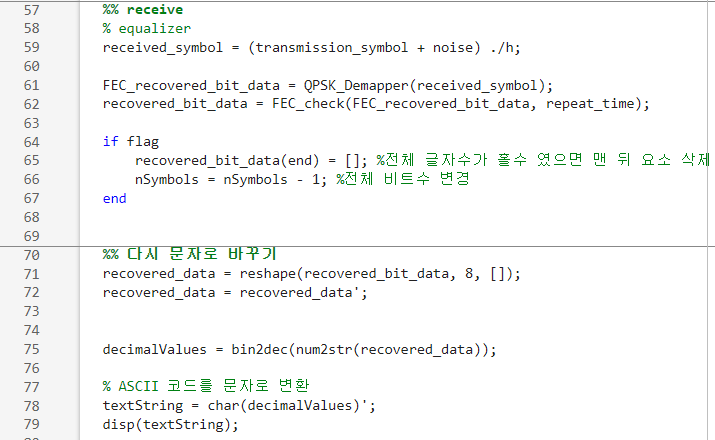 57 %% receive
58 % equalizer
59 received_symbol = (transmission_symbol + noise) ./h;
60
61 FEC_recovered_bit_data = QPSK_Demapper(received_symbol);
62 recovered_bit_data = FEC_check(FEC_recovered_bit_data, repeat_time);
63
64 if flag
65 recovered_bit_data(end) = []; %전체 글자수가 홀수 였으면 맨 뒤 요소 삭제
66 nSymbols = nSymbols - 1; %전체 비트수 변경
67 end
68
69
70 %% 다시 문자로 바꾸기
71 recovered_data = reshape(recovered_bit_data, 8, []);
72 recovered_data = recovered_data';
73
74
75 decimalValues = bin2dec(num2str(recovered_data));
76
77 % ASCII 코드를 문자로 변환
78 textString = char(decimalValues)';
79 disp(textString);